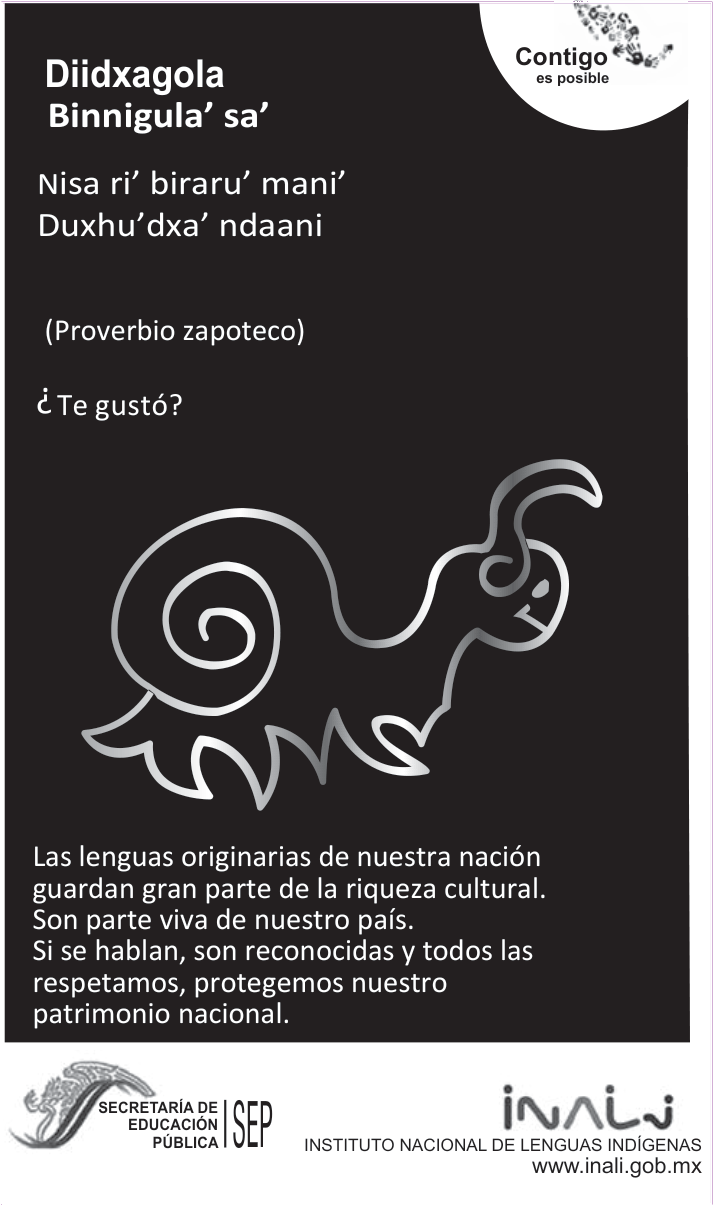 Contigo
es posible
Diidxagola
Binnigula’ sa’
Nisa ri’ biraru’ mani’
Duxhu’dxa’ ndaani
(Proverbio zapoteco)
¿Te gustó?
Las lenguas originarias de nuestra nación
guardan gran parte de la riqueza cultural.
Son parte viva de nuestro país.
Si se hablan, son reconocidas y todos las
respetamos, protegemos nuestro
patrimonio nacional.
SECRETARÍA DE
EDUCACIÓN
PÚBLICA
SEP
INALI
INSTITUTO NACIONAL DE LENGUAS INDÍGENAS
www.inali.gob.mx